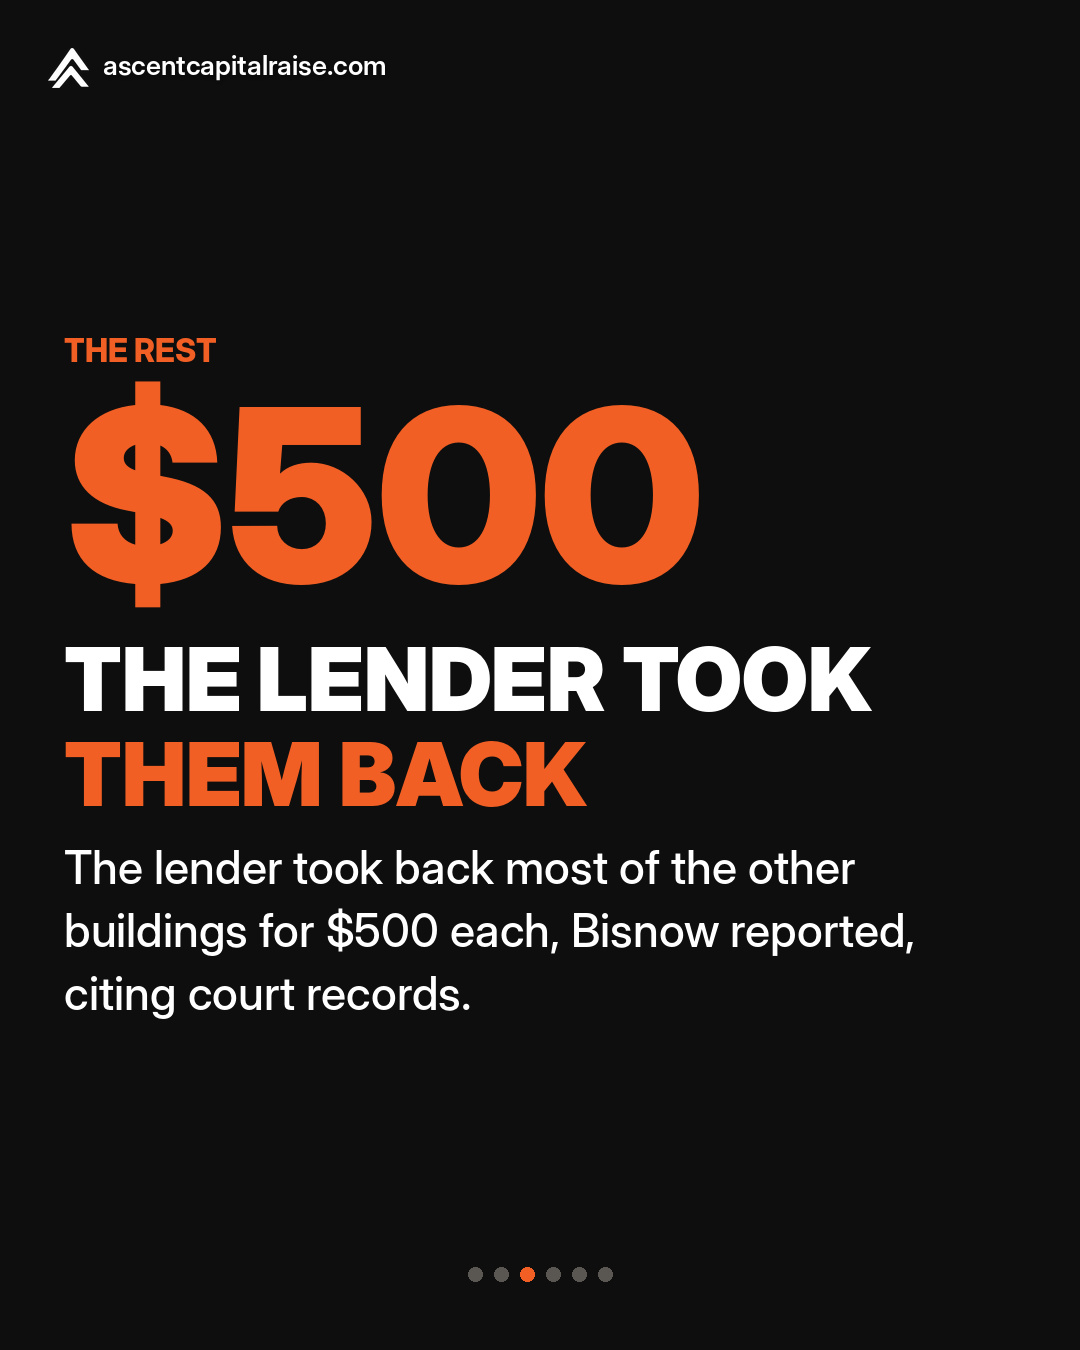 ascentcapitalraise.com
THE REST
$500
THE LENDER TOOK
THEM BACK
The lender took back most of the other
buildings for $500 each, Bisnow reported,
citing court records.